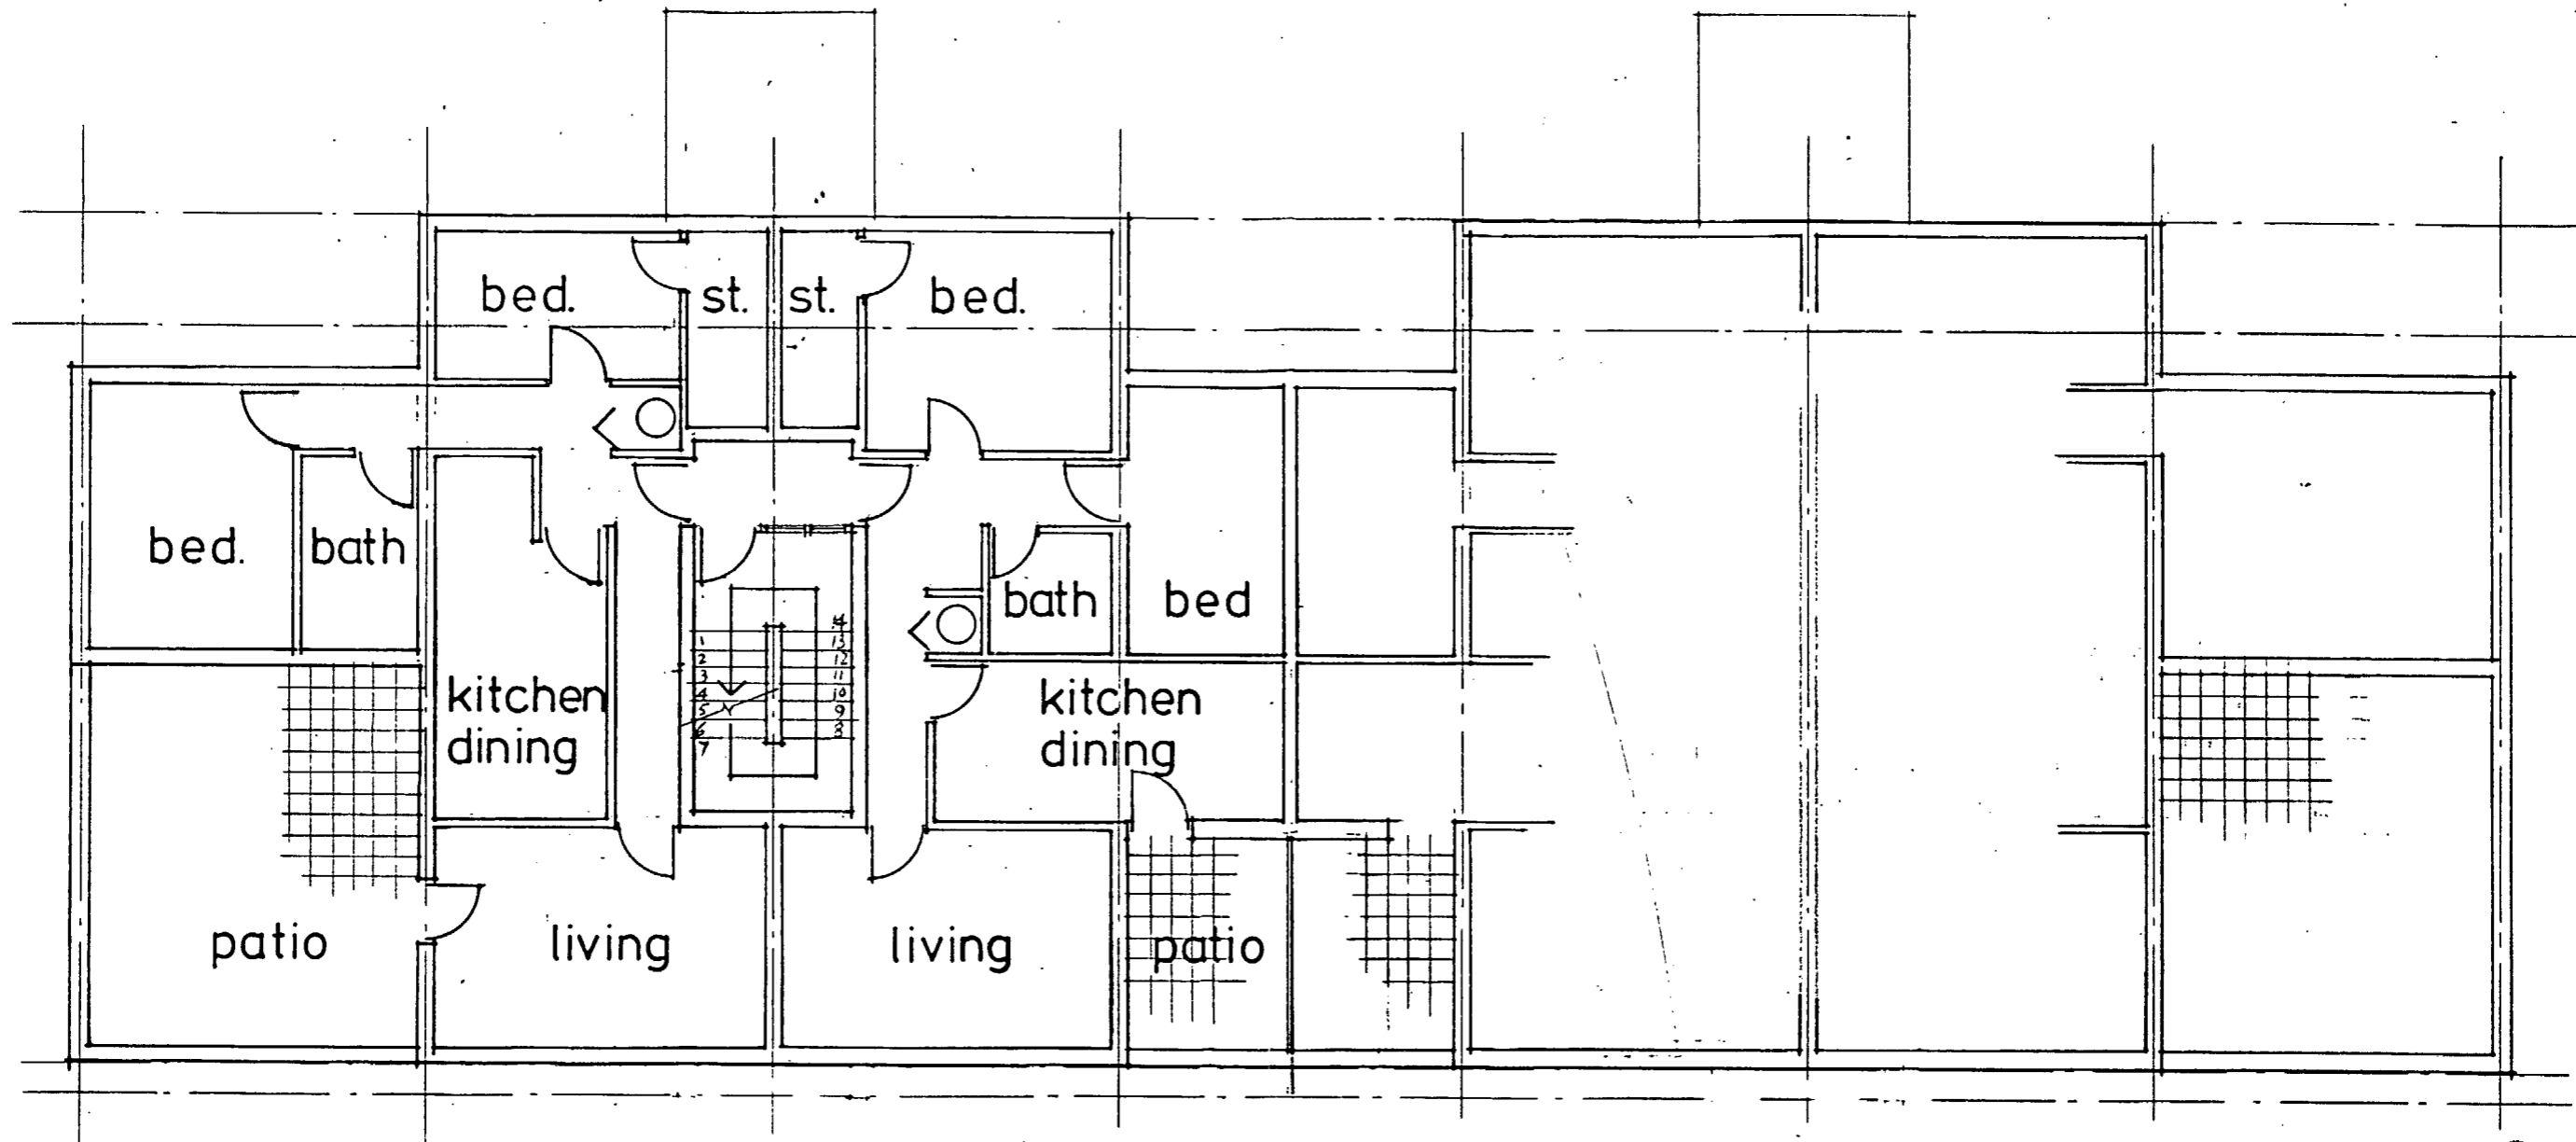 bed.
st.
st.
bed.
bed.
bath
bath
bed
kitchen
dining
kitchen
dining
1
2
3
4
5
6
7
14
13
12
11
10
9
8
patio
living
living
patio